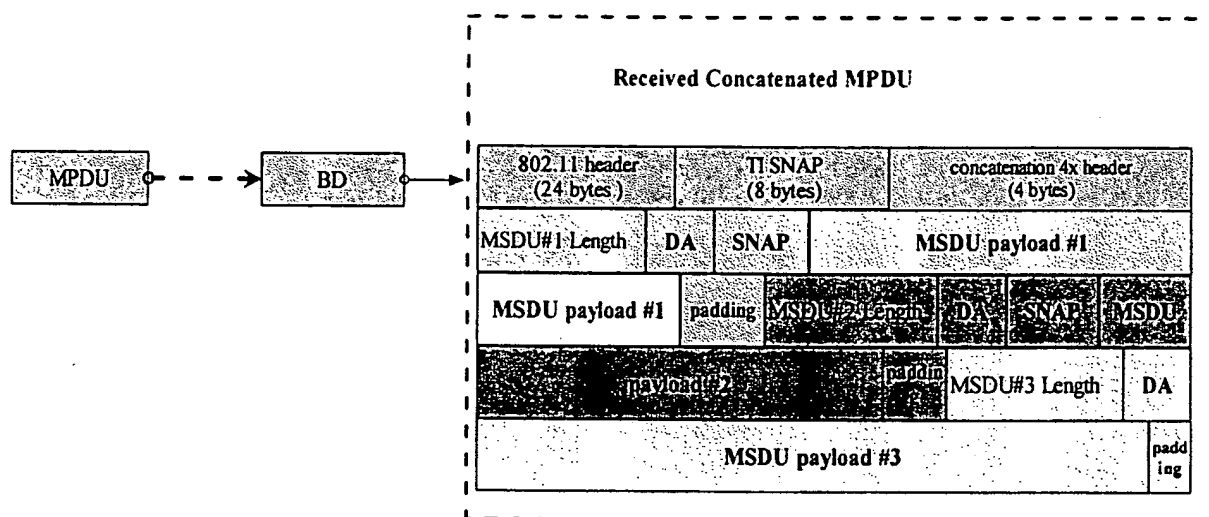 Received Concatenated MPDU
MPDU
BD
802.11 header
(24 bytes )
TI SNAP
(8 bytes)
concatenation 4x header
(4 bytes)
MSDU#1 Length
DA
SNAP
MSDU payload #1
MSDU payload #1
padding
MSDU#2 Length
DA
SNAP
MSDU
payload #2
paddin
MSDU#3 Length
DA
MSDU payload #3
padd
ing